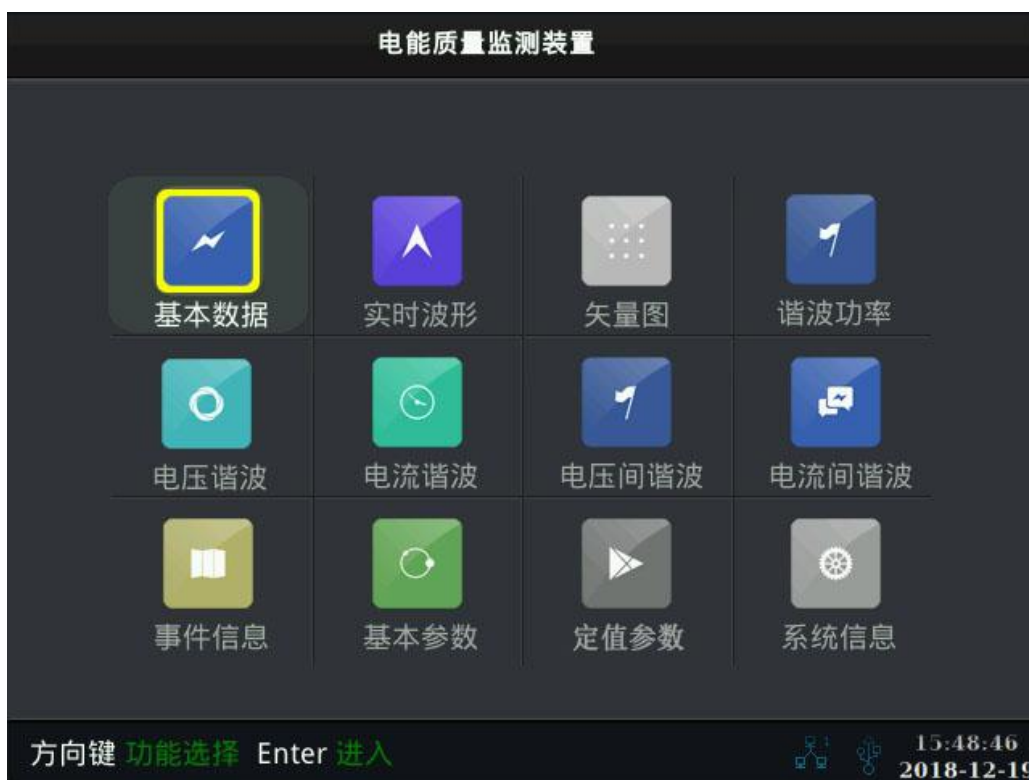 电能质量监测装置
基本数据 实时波形 矢量图 谐波功率
电压谐波 电流谐波 电压间谐波 电流间谐波
事件信息 基本参数 定值参数 系统信息
方向键 功能选择 Enter 进入
15:48:46
2018-12-19